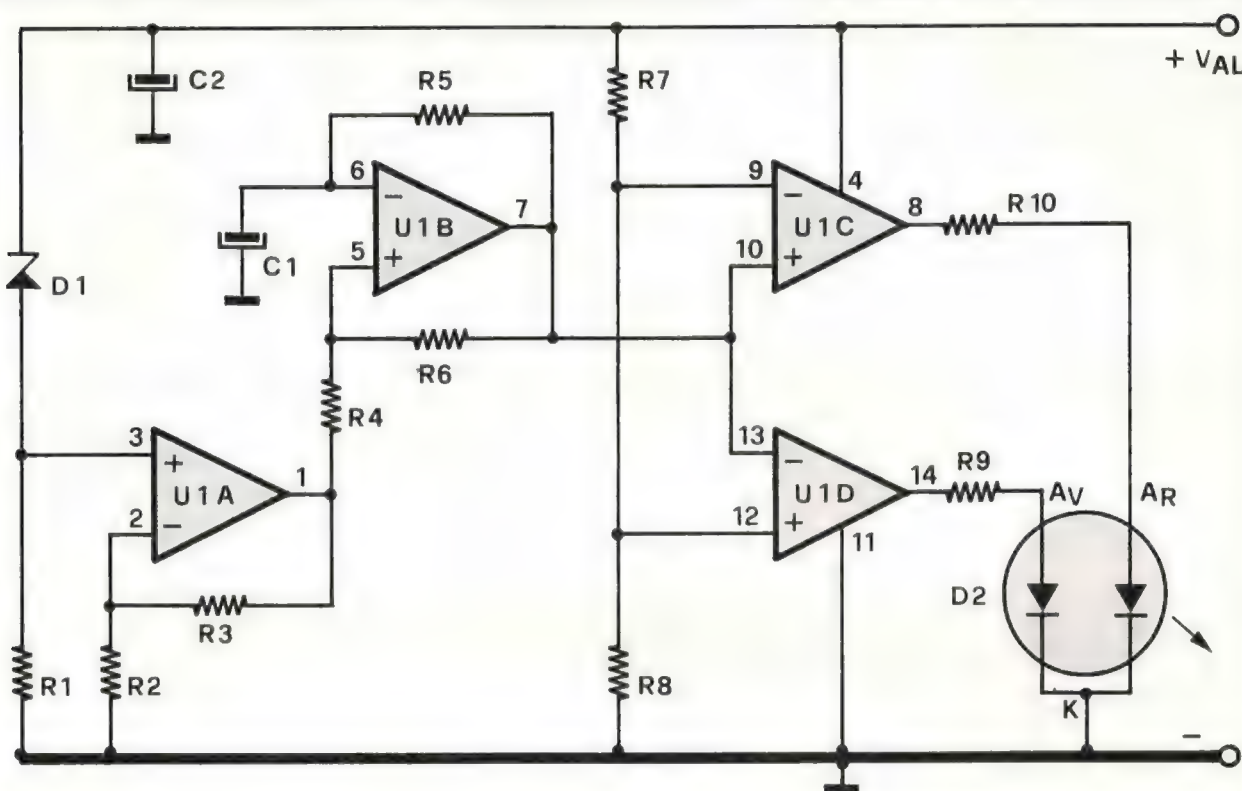 + VAL
C2
R5
R7
6
−
U1B
7
5
+
C1
9
−
4
U1C
8
R10
10
+
D1
R6
R4
3
+
1
U1A
2
−
R3
13
−
14
R9
AV
AR
U1D
12
+
11
D2
R1
R2
R8
K
−